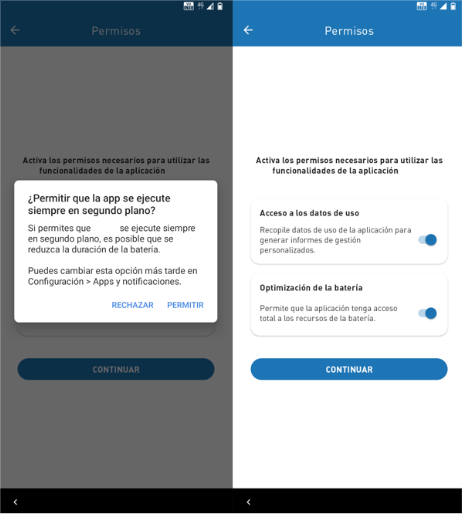 Permisos
Activa los permisos necesarios para utilizar las
funcionalidades de la aplicación
¿Permitir que la app se ejecute
siempre en segundo plano?
Si permites que se ejecute siempre
en segundo plano, es posible que se
reduzca la duración de la batería.
Puedes cambiar esta opción más tarde en
Configuración > Apps y notificaciones.
RECHAZAR PERMITIR
CONTINUAR
Permisos
Activa los permisos necesarios para utilizar las
funcionalidades de la aplicación
Acceso a los datos de uso
Recopile datos de uso de la aplicación para
generar informes de gestión
personalizados.
Optimización de la batería
Permite que la aplicación tenga acceso
total a los recursos de la batería.
CONTINUAR